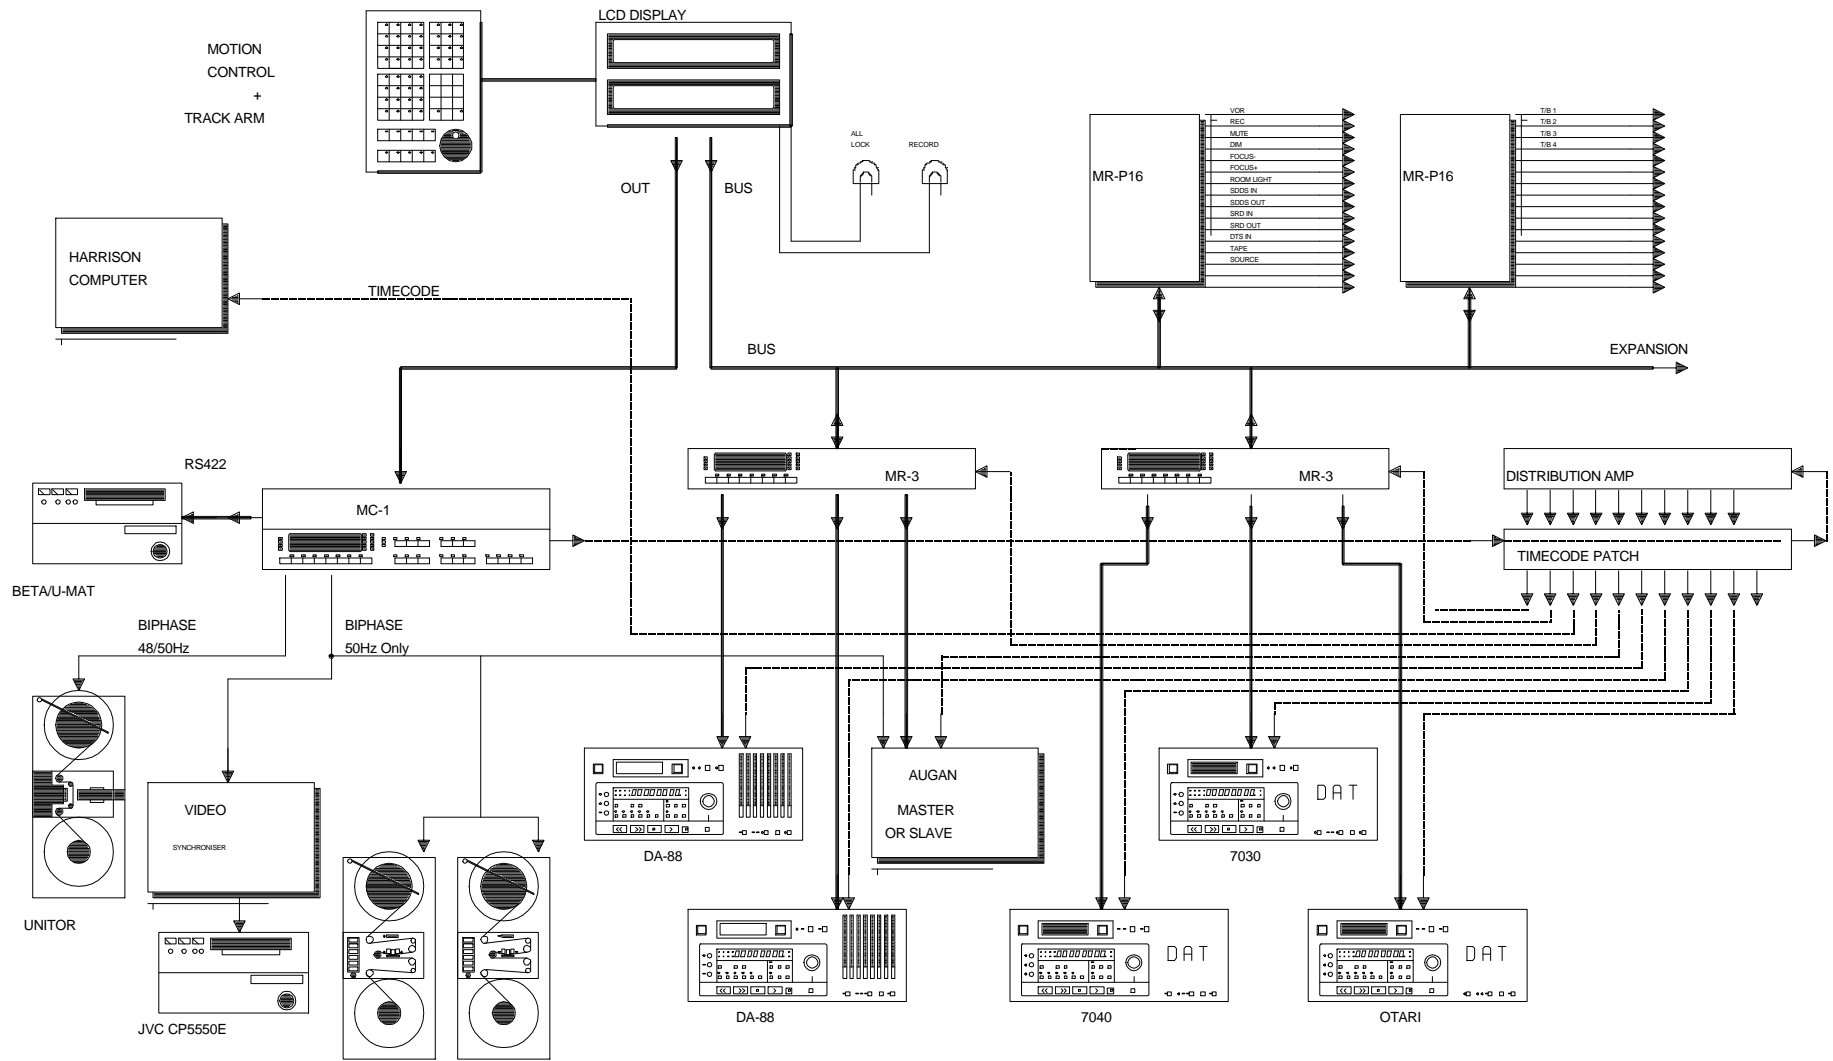 LCD DISPLAY
MOTION
CONTROL
+
TRACK ARM
ALL
LOCK
RECORD
OUT
BUS
MR-P16
VOR
REC
MUTE
DIM
FOCUS-
FOCUS+
ROOM LIGHT
SDDS IN
SDDS OUT
SRD IN
SRD OUT
DTS IN
TAPE
SOURCE
MR-P16
T/B 1
T/B 2
T/B 3
T/B 4
HARRISON
COMPUTER
TIMECODE
BUS
EXPANSION
RS422
MC-1
MR-3
MR-3
DISTRIBUTION AMP
TIMECODE PATCH
BETA/U-MAT
BIPHASE
48/50Hz
BIPHASE
50Hz Only
VIDEO
SYNCHRONISER
AUGAN
MASTER
OR SLAVE
DAT
DA-88
7030
UNITOR
DAT
DAT
JVC CP5550E
DA-88
7040
OTARI